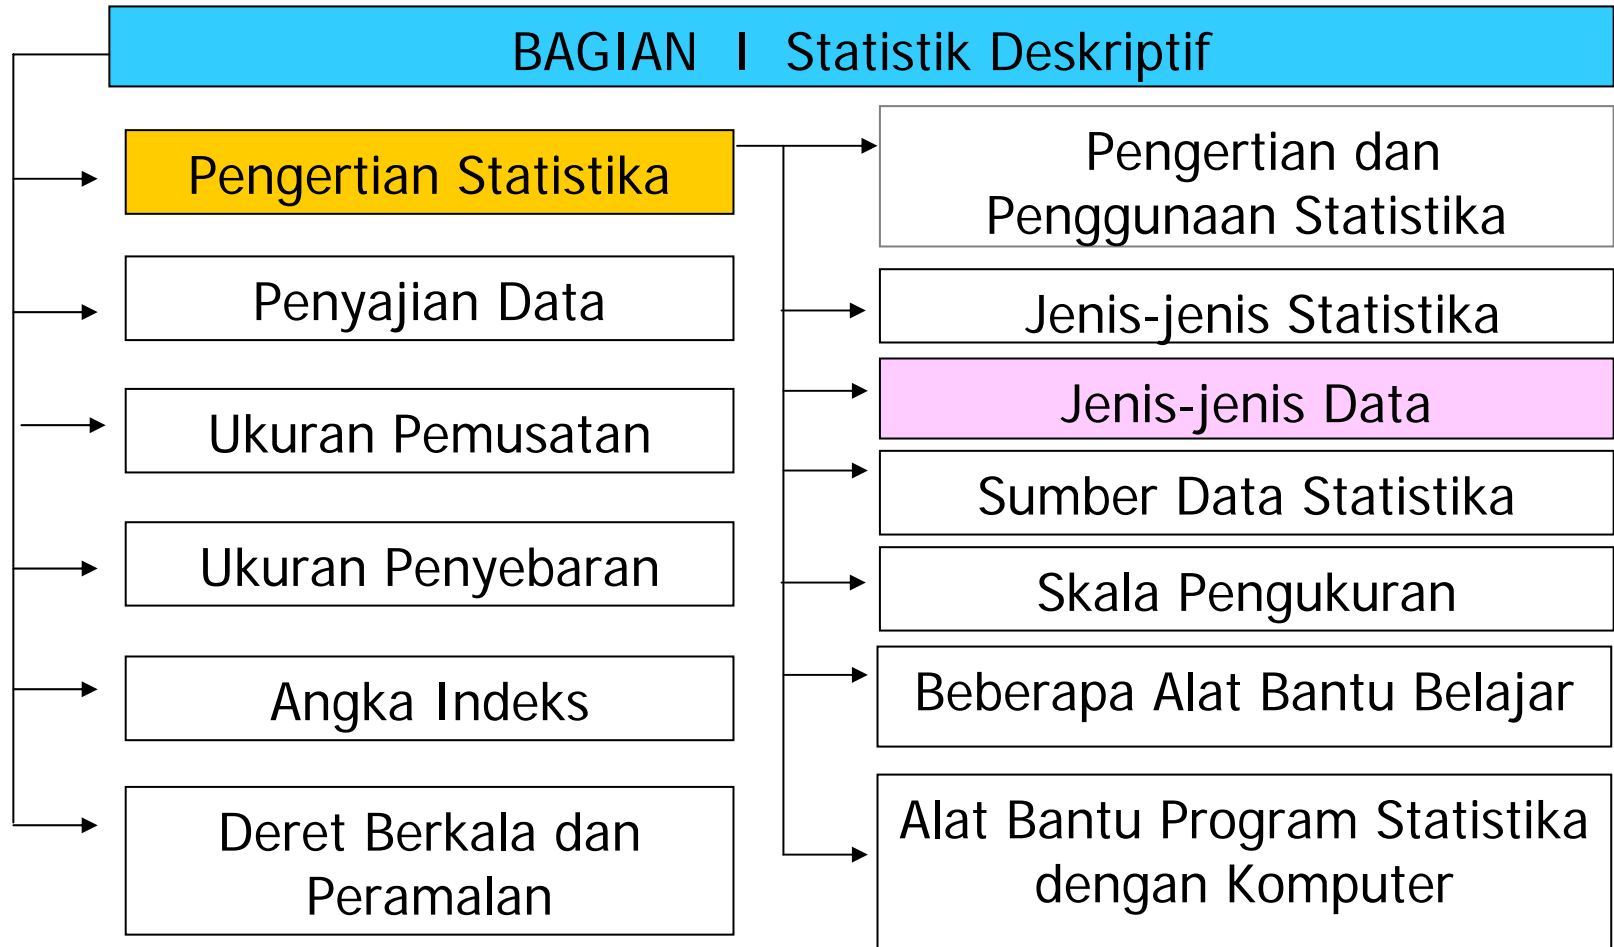 BAGIAN I Statistik Deskriptif
Pengertian Statistika
Penyajian Data
Ukuran Pemusatan
Ukuran Penyebaran
Angka Indeks
Deret Berkala dan
Peramalan
Pengertian dan
Penggunaan Statistika
Jenis-jenis Statistika
Jenis-jenis Data
Sumber Data Statistika
Skala Pengukuran
Beberapa Alat Bantu Belajar
Alat Bantu Program Statistika
dengan Komputer